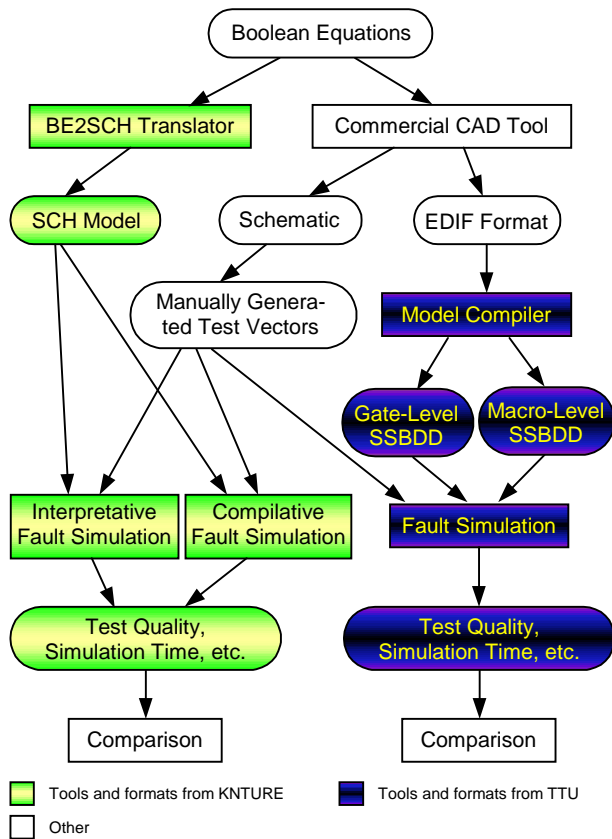 Boolean Equations
BE2SCH Translator
Commercial CAD Tool
SCH Model
Schematic
EDIF Format
Manually Genera-
ted Test Vectors
Model Compiler
Gate-Level
SSBDD
Macro-Level
SSBDD
Interpretative
Fault Simulation
Compilative
Fault Simulation
Fault Simulation
Test Quality,
Simulation Time, etc.
Test Quality,
Simulation Time, etc.
Comparison
Comparison
Tools and formats from KNTURE
Tools and formats from TTU
Other